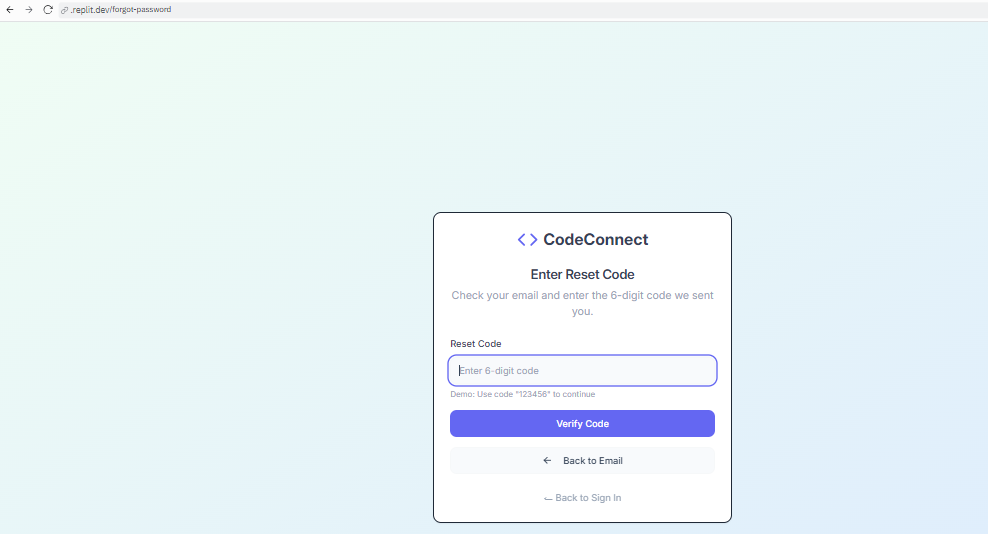 .replit.dev/forgot-password
CodeConnect
Enter Reset Code
Check your email and enter the 6-digit code we sent
you.
Reset Code
Enter 6-digit code
Demo: Use code "123456" to continue
Verify Code
Back to Email
Back to Sign In